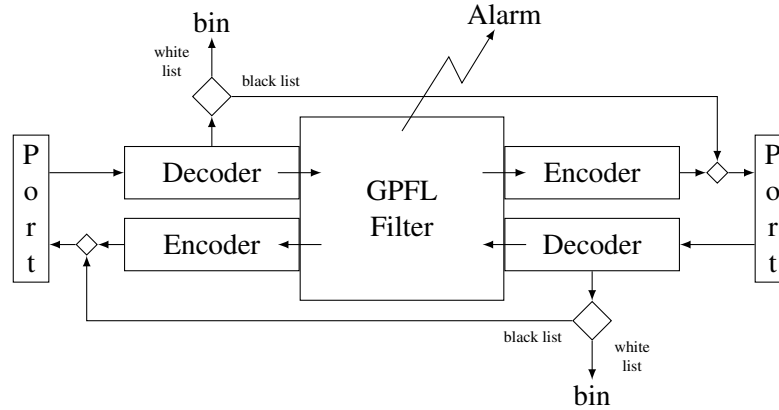 Alarm
bin
white
list
black list
P
o
r
t
Decoder
Encoder
GPFL
Filter
Encoder
Decoder
P
o
r
t
black list
white
list
bin